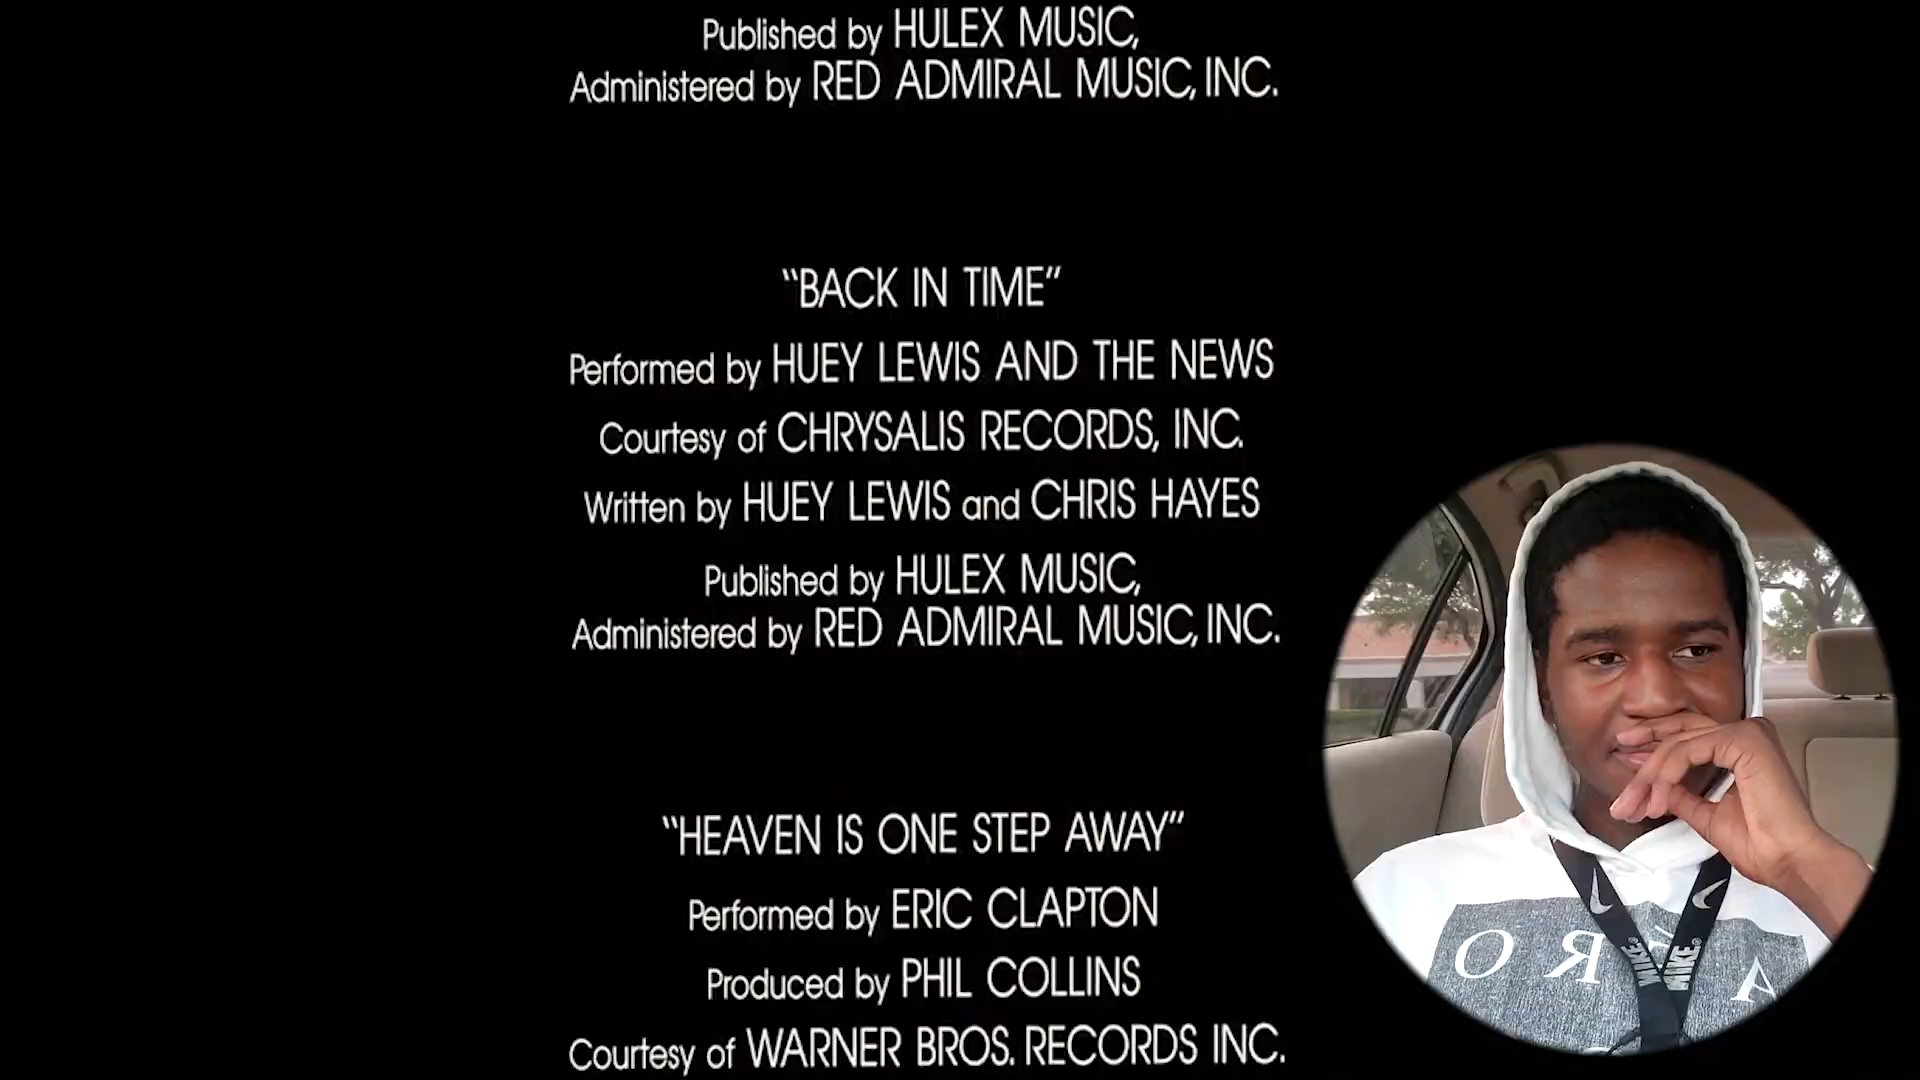 Published by HULEX MUSIC,
Administered by RED ADMIRAL MUSIC, INC.
"BACK IN TIME"
Performed by HUEY LEWIS AND THE NEWS
Courtesy of CHRYSALIS RECORDS, INC.
Written by HUEY LEWIS and CHRIS HAYES
Published by HULEX MUSIC,
Administered by RED ADMIRAL MUSIC, INC.
"HEAVEN IS ONE STEP AWAY"
Performed by ERIC CLAPTON
Produced by PHIL COLLINS
Courtesy of WARNER BROS. RECORDS INC.
NIKE
NIKE